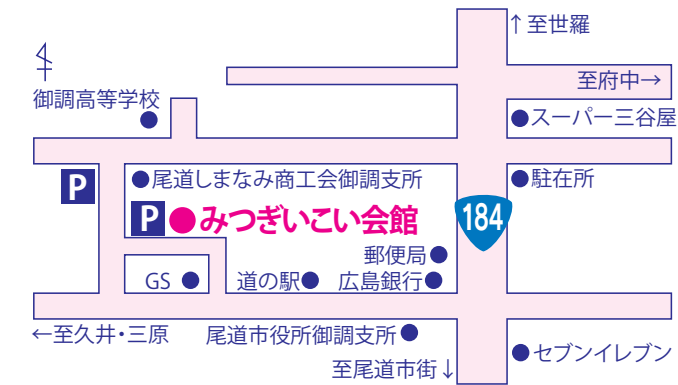 ↑至世羅
至府中→
御調高等学校
スーパー三谷屋
P
尾道しまなみ商工会御調支所
駐在所
P
みつぎいこい会館
184
郵便局
GS
道の駅
広島銀行
←至久井・三原
尾道市役所御調支所
セブンイレブン
至尾道市街↓